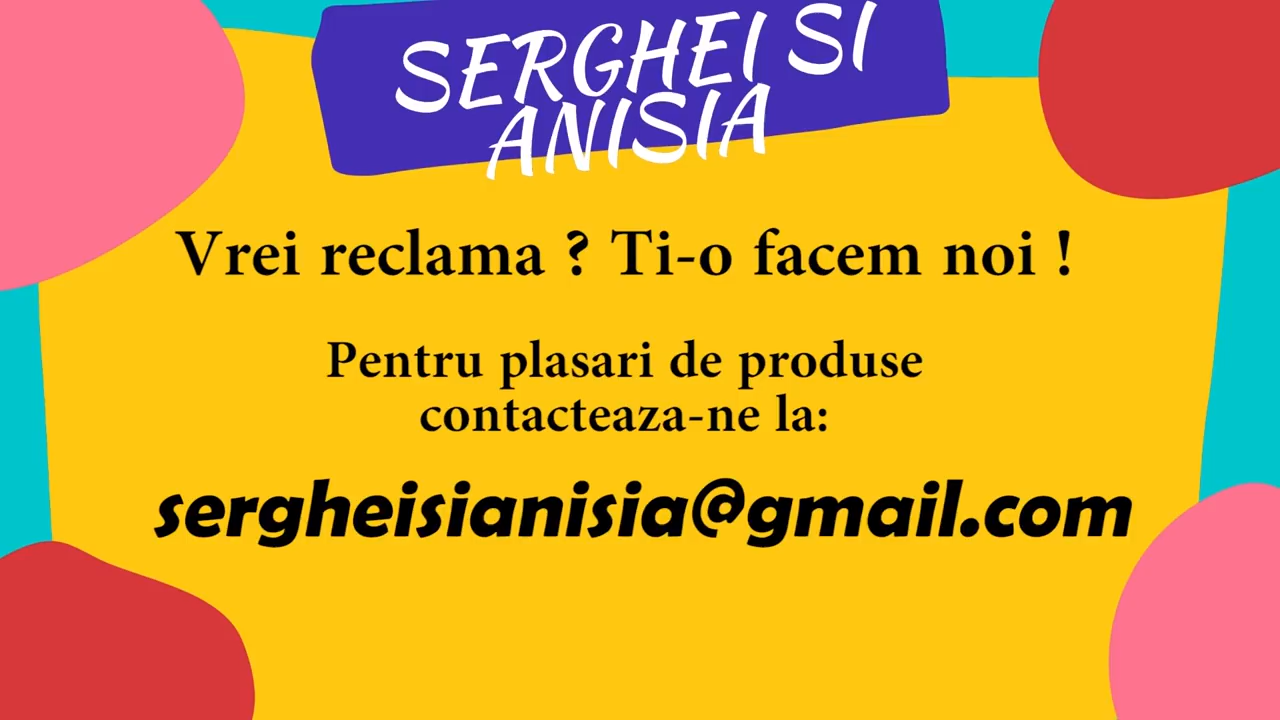 SERGHEI SI
ANISIA
Vrei reclama ? Ti-o facem noi !
Pentru plasari de produse
contacteaza-ne la:
sergheisianisia@gmail.com